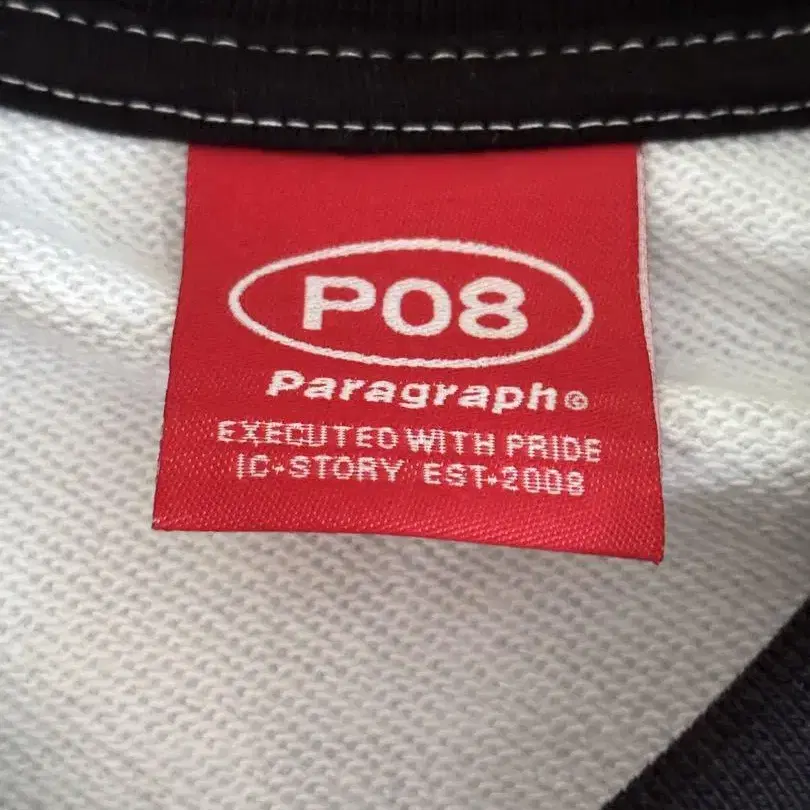 P08
Paragraph©
EXECUTED WITH PRIDE
IC-STORY EST-2008